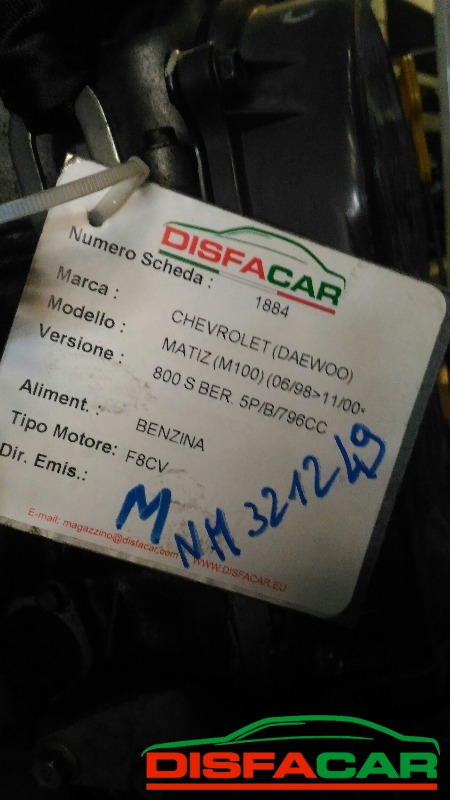 DISFACAR
Numero Scheda : 1884
Marca : CHEVROLET (DAEWOO)
Modello : MATIZ (M100) (06/98>11/00-
Versione : 800 S BER. 5P/B/796CC
Aliment. : BENZINA
Tipo Motore: F8CV
Dir. Emis.:
M NH 321249
E-mail: magazzino@disfacar.com WWW.DISFACAR.EU
DISFACAR